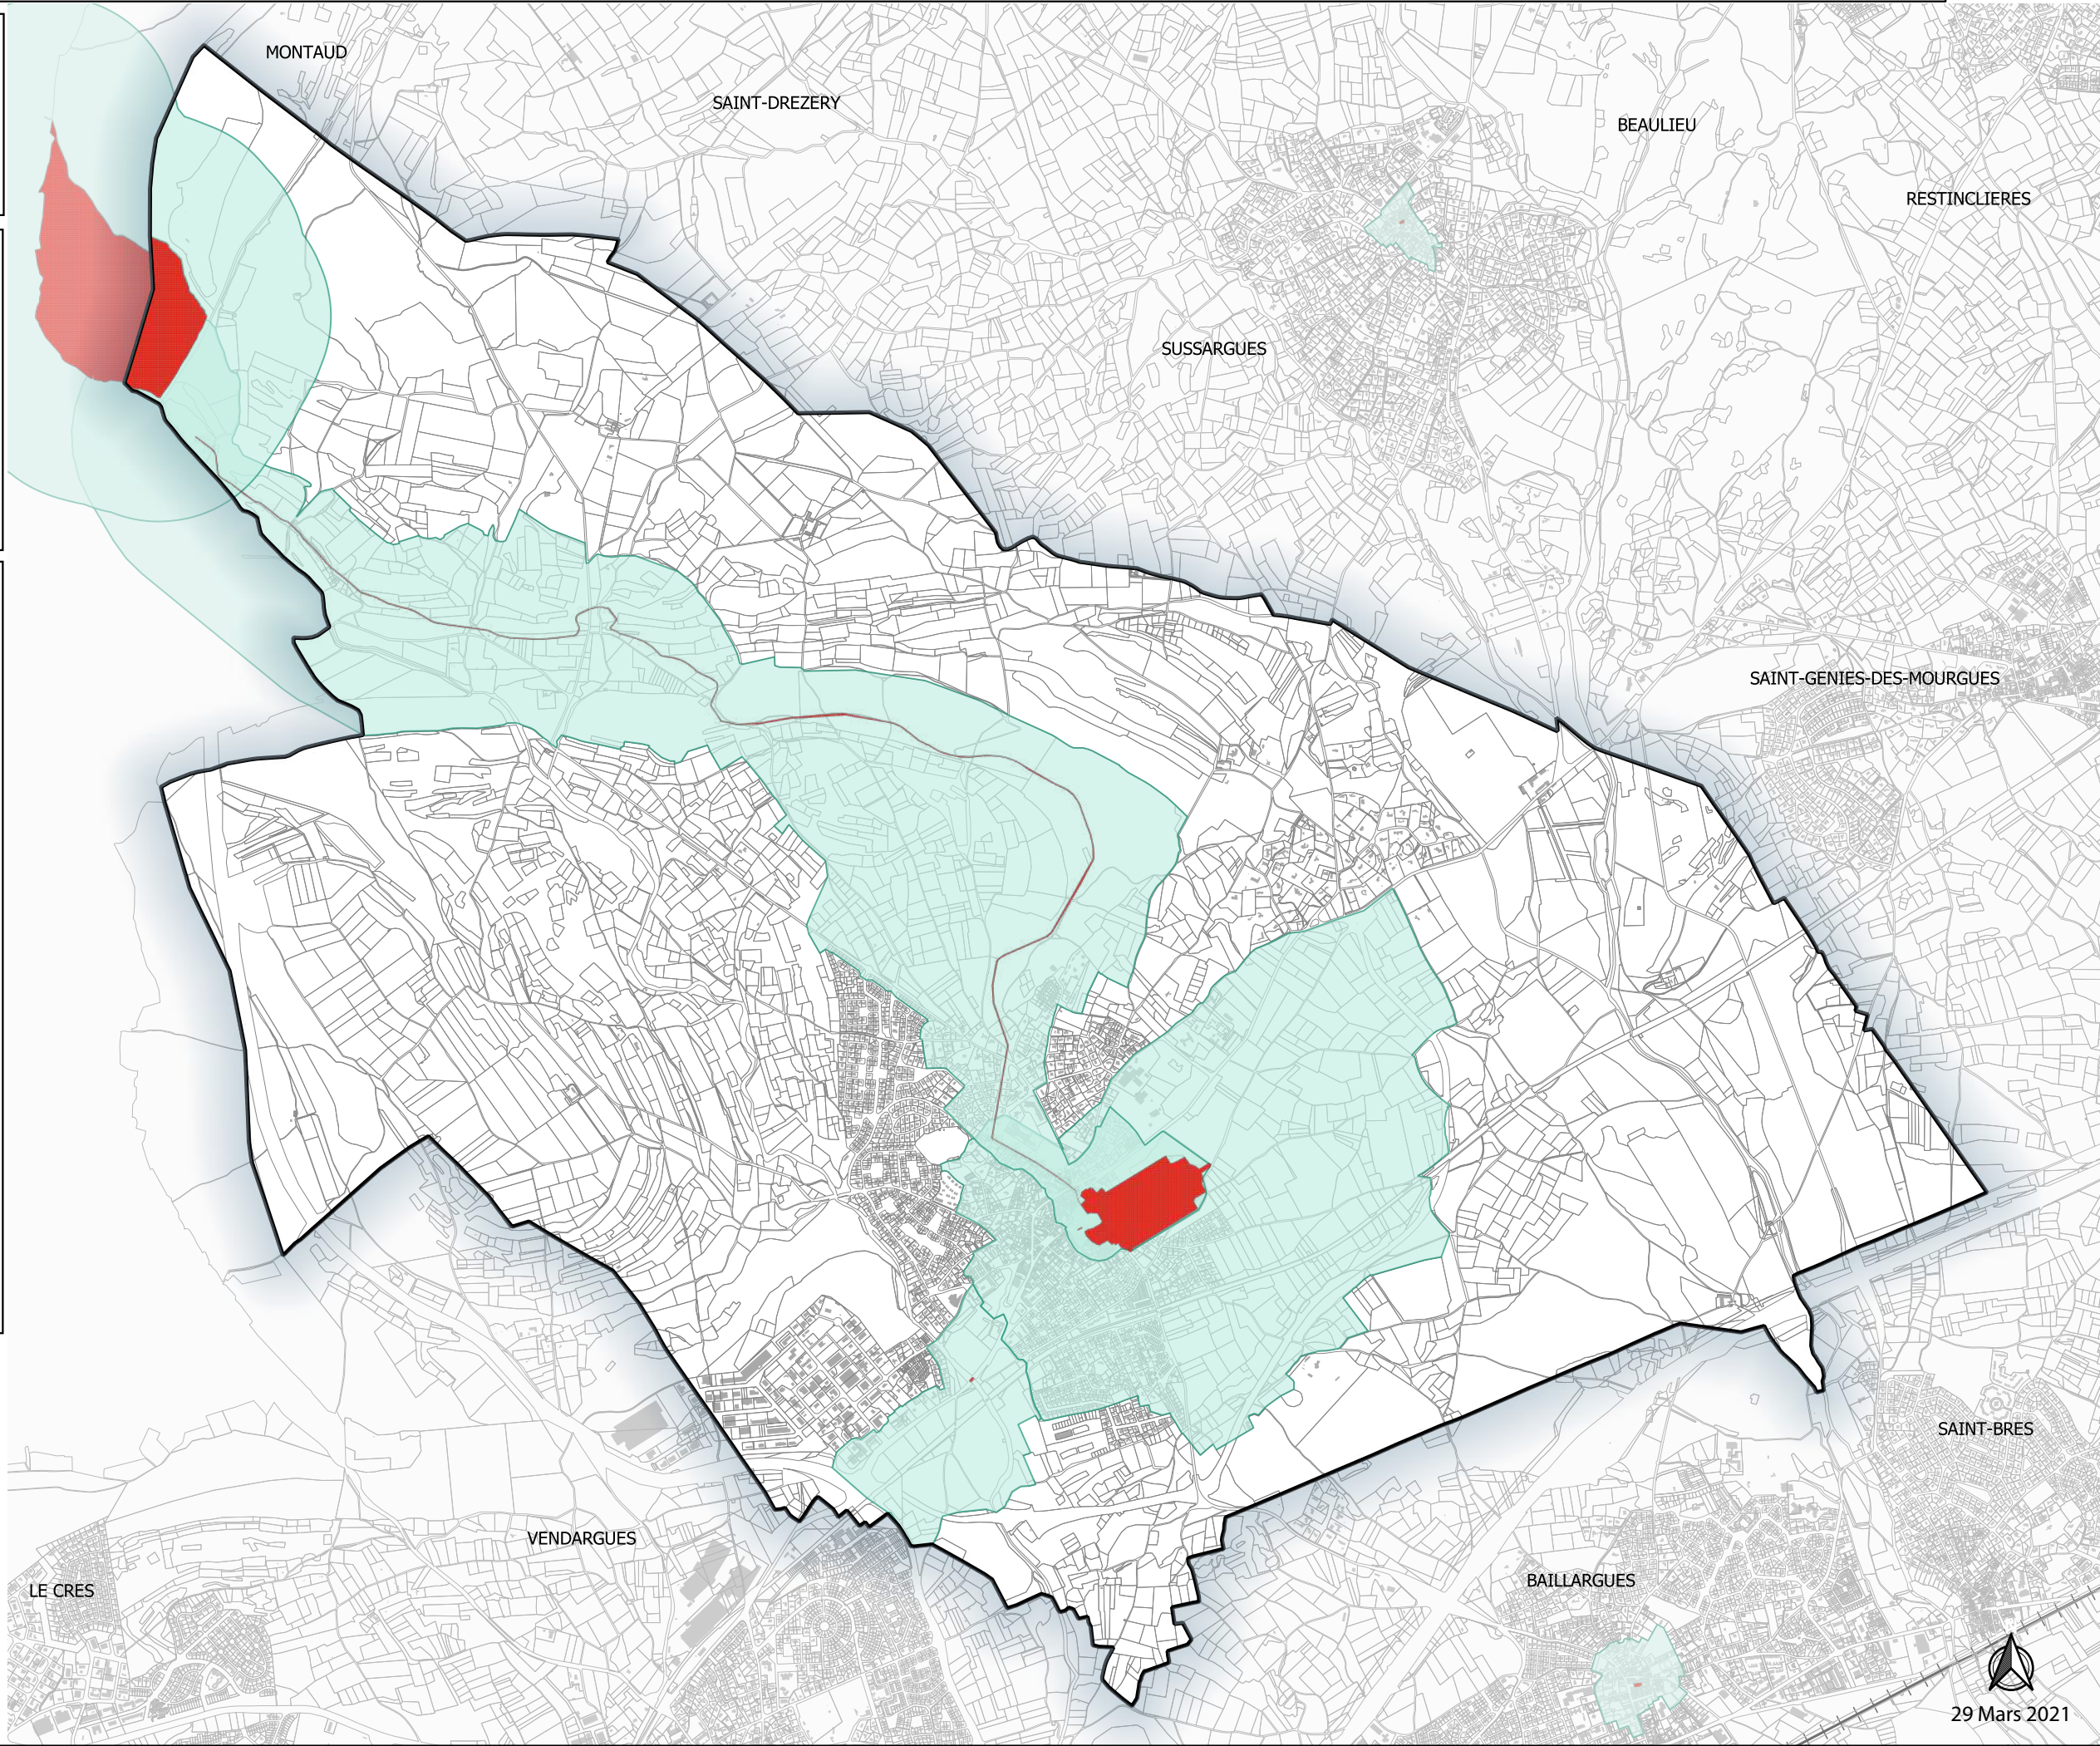 MONTAUD
SAINT-DREZERY
BEAULIEU
RESTINCLIERES
SUSSARGUES
SAINT-GENIES-DES-MOURGUES
SAINT-BRES
VENDARGUES
BAILLARGUES
LE CRES
29 Mars 2021